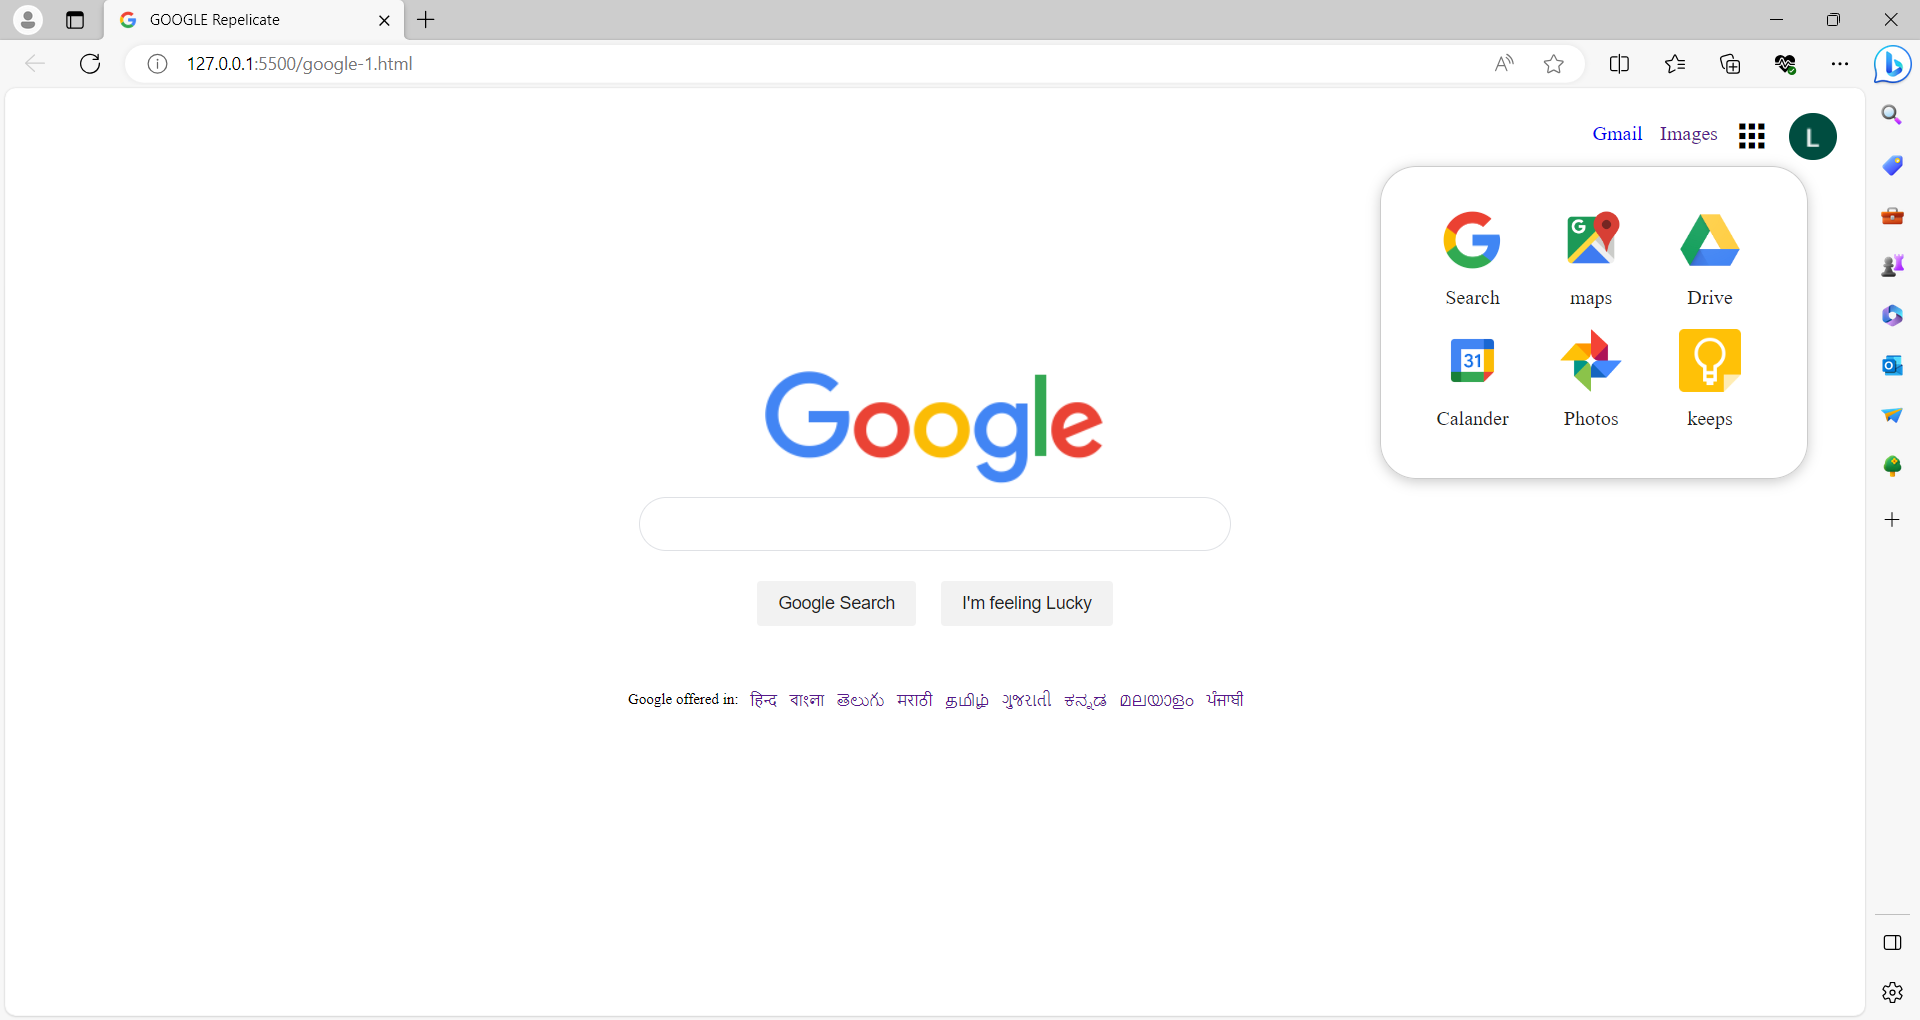 GOOGLE Repelicate
127.0.0.1:5500/google-1.html
Gmail Images L
Search maps Drive
31
Calander Photos keeps
Google
Google Search I'm feeling Lucky
Google offered in: हिन्द বাংলা తెలుగు मराठी தமிழ் ગુજરાતી ಕನ್ನಡ മലയാളം ਪੰਜਾਬੀ